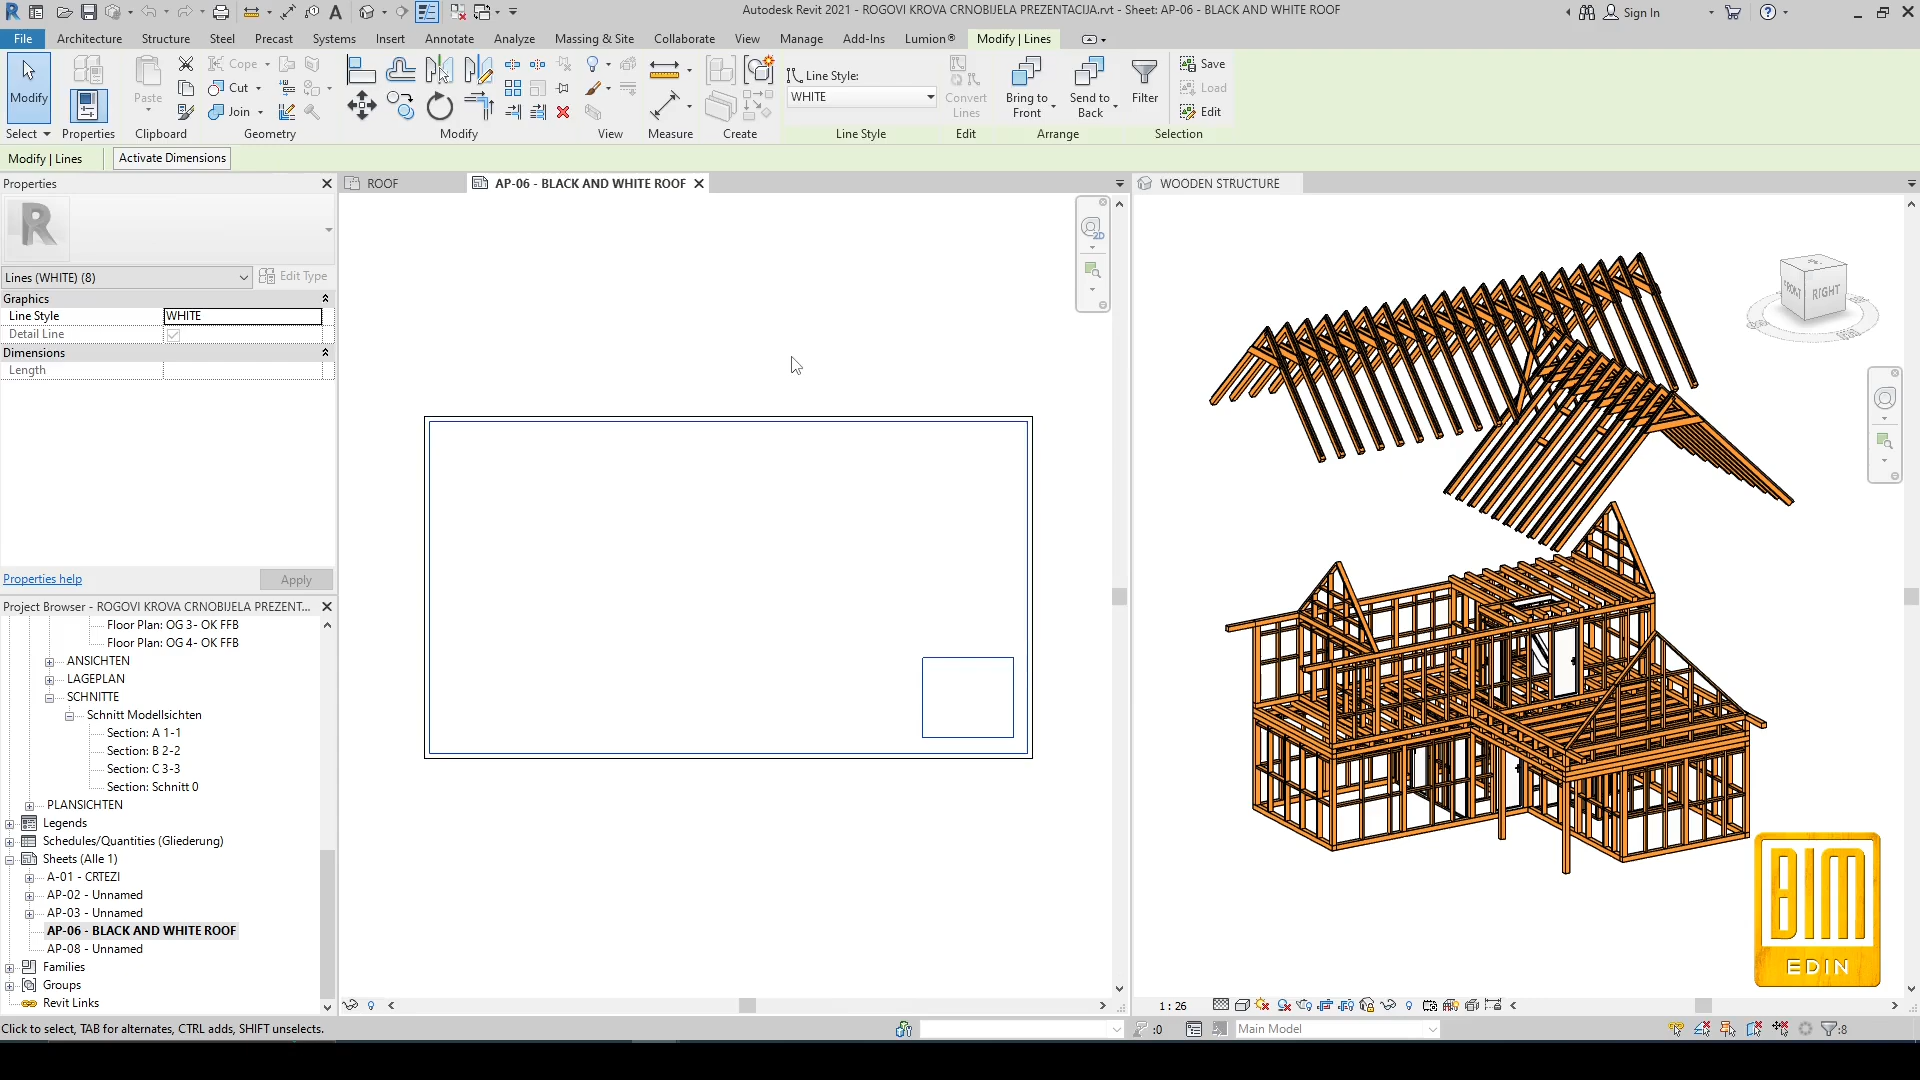 Autodesk Revit 2021 - ROGOVI KROVA CRNOBIJELA PREZENTACIJA.rvt - Sheet: AP-06 - BLACK AND WHITE ROOF
Sign In
File Architecture Structure Steel Precast Systems Insert Annotate Analyze Massing & Site Collaborate View Manage Add-Ins Lumion® Modify | Lines
Modify
Paste
Cope
Cut
Join
Line Style:
WHITE
Convert
Lines
Bring to
Front
Send to
Back
Filter
Save
Load
Edit
Select Properties Clipboard Geometry Modify View Measure Create Line Style Edit Arrange Selection
Modify | Lines Activate Dimensions
Properties
Lines (WHITE) (8)
Edit Type
Graphics
Line Style WHITE
Detail Line
Dimensions
Length
Properties help Apply
Project Browser - ROGOVI KROVA CRNOBIJELA PREZENT...
Floor Plan: OG 3- OK FFB
Floor Plan: OG 4- OK FFB
ANSICHTEN
LAGEPLAN
SCHNITTE
Schnitt Modellsichten
Section: A 1-1
Section: B 2-2
Section: C 3-3
Section: Schnitt 0
PLANSICHTEN
Legends
Schedules/Quantities (Gliederung)
Sheets (Alle 1)
A-01 - CRTEZI
AP-02 - Unnamed
AP-03 - Unnamed
AP-06 - BLACK AND WHITE ROOF
AP-08 - Unnamed
Families
Groups
Revit Links
ROOF AP-06 - BLACK AND WHITE ROOF
2D
WOODEN STRUCTURE
FRONT RIGHT
BIM
EDIN
1 : 26
Click to select, TAB for alternates, CTRL adds, SHIFT unselects.
:0
Main Model
:8